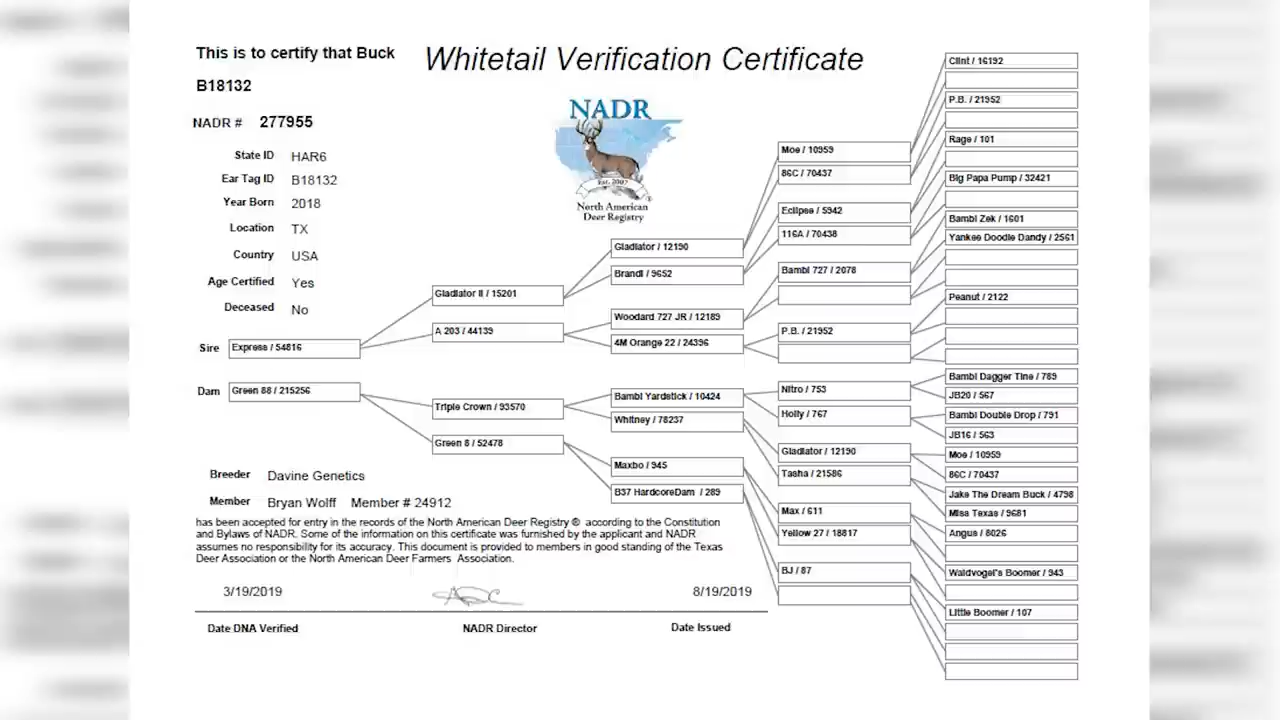 This is to certify that Buck
Whitetail Verification Certificate
B18132
NADR # 277955
NADR
Est. 2007
North American
Deer Registry
®
State ID HAR6
Ear Tag ID B18132
Year Born 2018
Location TX
Country USA
Age Certified Yes
Deceased No
Sire Express / 54816
Dam Green 88 / 215256
Gladiator II / 15201
A 203 / 44139
Triple Crown / 93570
Green 8 / 52478
Gladiator / 12190
Brandi / 9652
Woodard 727 JR / 12189
4M Orange 22 / 24396
Bambi Yardstick / 10424
Whitney / 78237
Maxbo / 945
B37 HardcoreDam / 289
Moe / 10959
86C / 70437
Eclipse / 5942
116A / 70438
Bambi 727 / 2078
P.B. / 21952
Nitro / 753
Holly / 767
Gladiator / 12190
Tasha / 21586
Max / 611
Yellow 27 / 18817
BJ / 87
Clint / 16192
P.B. / 21952
Rage / 101
Big Papa Pump / 32421
Bambi Zek / 1601
Yankee Doodle Dandy / 2561
Peanut / 2122
Bambi Dagger Tine / 789
JB20 / 567
Bambi Double Drop / 791
JB16 / 563
Moe / 10959
86C / 70437
Jake The Dream Buck / 4798
Miss Texas / 9681
Angus / 8026
Waldvogel's Boomer / 943
Little Boomer / 107
Breeder Davine Genetics
Member Bryan Wolff Member # 24912
has been accepted for entry in the records of the North American Deer Registry ® according to the Constitution
and Bylaws of NADR. Some of the information on this certificate was furnished by the applicant and NADR
assumes no responsibility for its accuracy. This document is provided to members in good standing of the Texas
Deer Association or the North American Deer Farmers Association.
3/19/2019 8/19/2019
Date DNA Verified NADR Director Date Issued